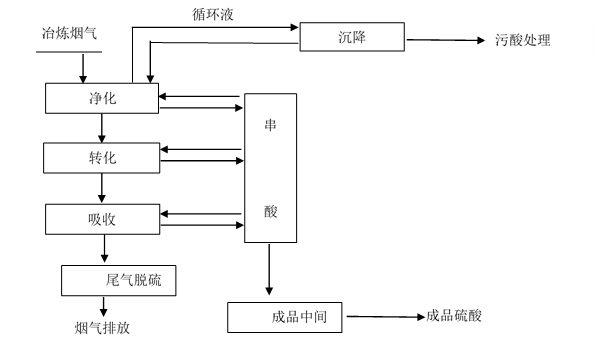 循环液
冶炼烟气
沉降
污酸处理
净化
串
转化
酸
吸收
尾气脱硫
成品中间
成品硫酸
烟气排放